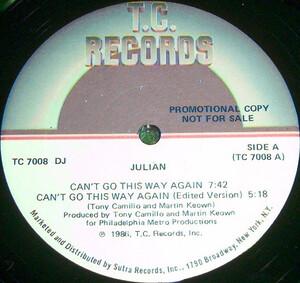 T.C.
RECORDS
PROMOTIONAL COPY
NOT FOR SALE
SIDE A
TC 7008 DJ
(TC 7008 A)
JULIAN
CAN'T GO THIS WAY AGAIN 7:42
CAN'T GO THIS WAY AGAIN (Edited Version) 5:18
(Tony Camillo and Martin Keown)
Produced by Tony Camillo and Martin Keown
for Philadelphia Metro Productions
℗ 1986, T.C. Records, Inc.
Marketed and Distributed by Sutra Records, Inc., 1790 Broadway, New York, N.Y.